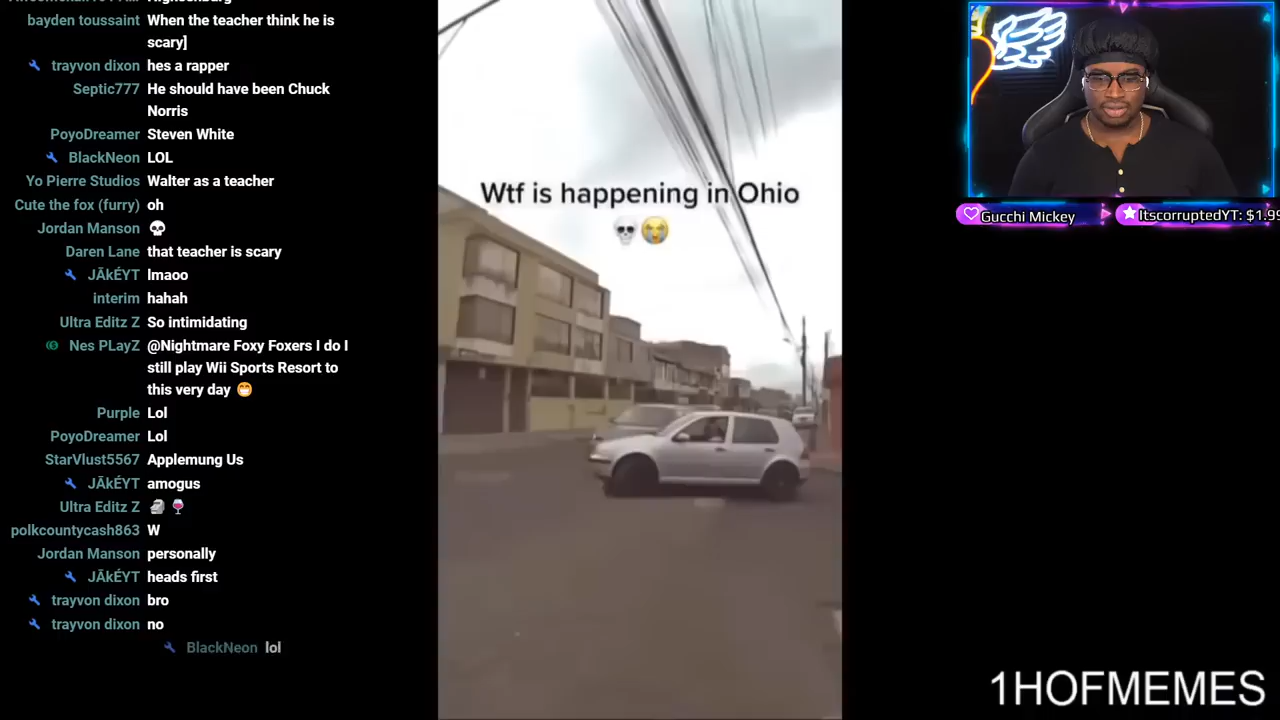 bayden toussaint When the teacher think he is
scary]
trayvon dixon hes a rapper
Septic777 He should have been Chuck
Norris
PoyoDreamer Steven White
BlackNeon LOL
Yo Pierre Studios Walter as a teacher
Cute the fox (furry) oh
Jordan Manson 💀
Daren Lane that teacher is scary
JÃkÉYT lmaoo
interim hahah
Ultra Editz Z So intimidating
Nes PLayZ @Nightmare Foxy Foxers I do I
still play Wii Sports Resort to
this very day 😁
Purple Lol
PoyoDreamer Lol
StarVlust5567 Applemung Us
JÃkÉYT amogus
Ultra Editz Z 🗿🍷
polkcountycash863 W
Jordan Manson personally
JÃkÉYT heads first
trayvon dixon bro
trayvon dixon no
BlackNeon lol
Wtf is happening in Ohio
💀😭
Gucchi Mickey
ItscorruptedYT: $1.99
1HOFMEMES